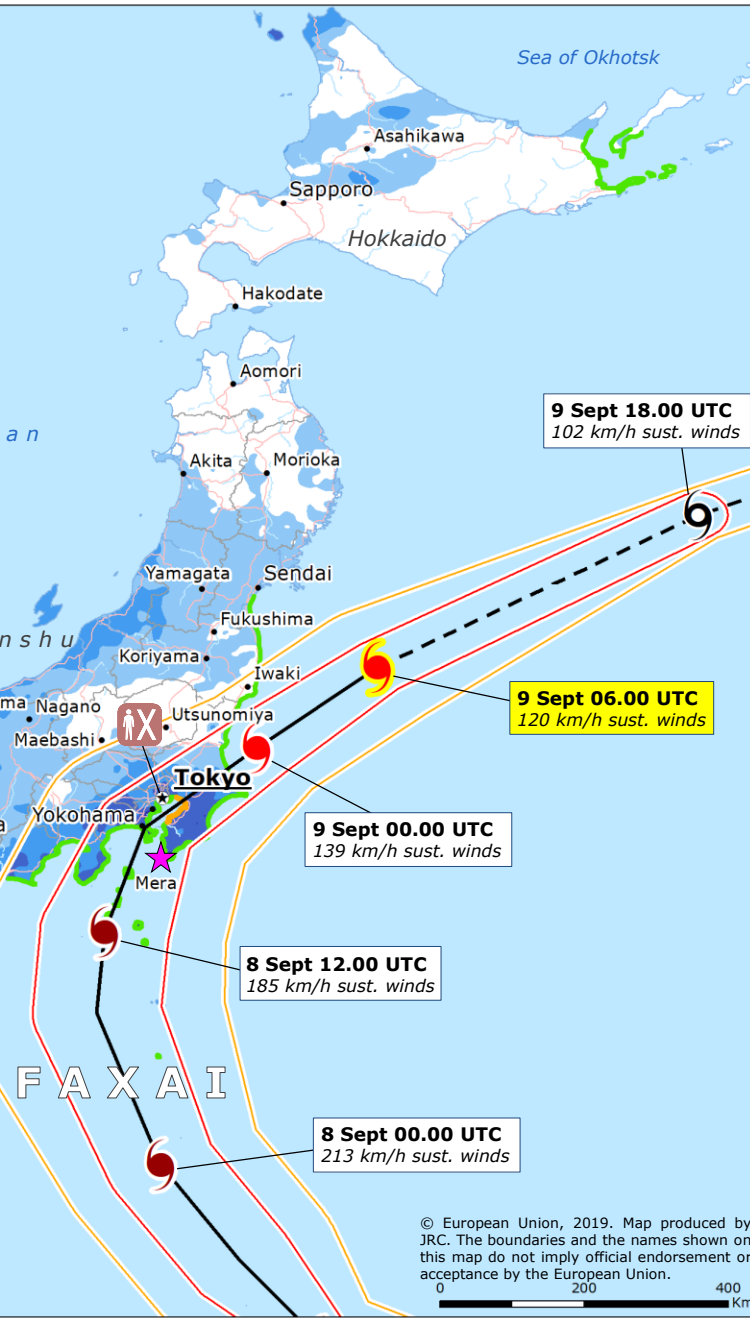 Sea of Okhotsk
Asahikawa
Sapporo
Hokkaido
Hakodate
Aomori
9 Sept 18.00 UTC
102 km/h sust. winds
an
Akita
Morioka
Yamagata
Sendai
Fukushima
nshu
Koriyama
Iwaki
ma
Nagano
Utsunomiya
9 Sept 06.00 UTC
120 km/h sust. winds
Maebashi
X
Tokyo
Yokohama
a
9 Sept 00.00 UTC
139 km/h sust. winds
Mera
8 Sept 12.00 UTC
185 km/h sust. winds
FAXAI
8 Sept 00.00 UTC
213 km/h sust. winds
© European Union, 2019. Map produced by
JRC. The boundaries and the names shown on
this map do not imply official endorsement or
acceptance by the European Union.
0 200 400
Km